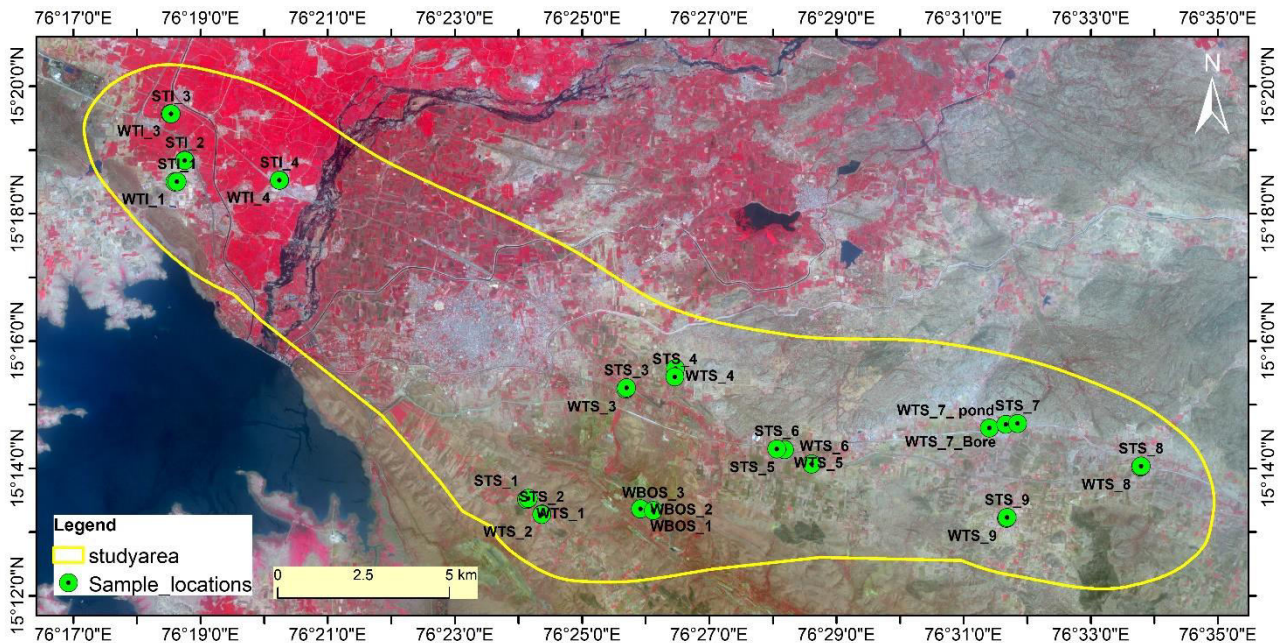 76°17'0"E 76°19'0"E 76°21'0"E 76°23'0"E 76°25'0"E 76°27'0"E 76°29'0"E 76°31'0"E 76°33'0"E 76°35'0"E
N
15°20'0"N 15°20'0"N
STI_3
WTI_3
STI_2
STI_1
STI_4
WTI_1
WTI_4
15°18'0"N 15°18'0"N
15°16'0"N 15°16'0"N
STS_4
STS_3
WTS_4
WTS_3
WTS_7_ pond
STS_7
STS_6
WTS_6
WTS_7_Bore
STS_5
WTS_5
STS_8
15°14'0"N 15°14'0"N
STS_1
STS_2
WBOS_3
WTS_8
WTS_1
WBOS_2
STS_9
WTS_2
WBOS_1
WTS_9
Legend
studyarea
Sample_locations
0 2.5 5 km
15°12'0"N 15°12'0"N
76°17'0"E 76°19'0"E 76°21'0"E 76°23'0"E 76°25'0"E 76°27'0"E 76°29'0"E 76°31'0"E 76°33'0"E 76°35'0"E